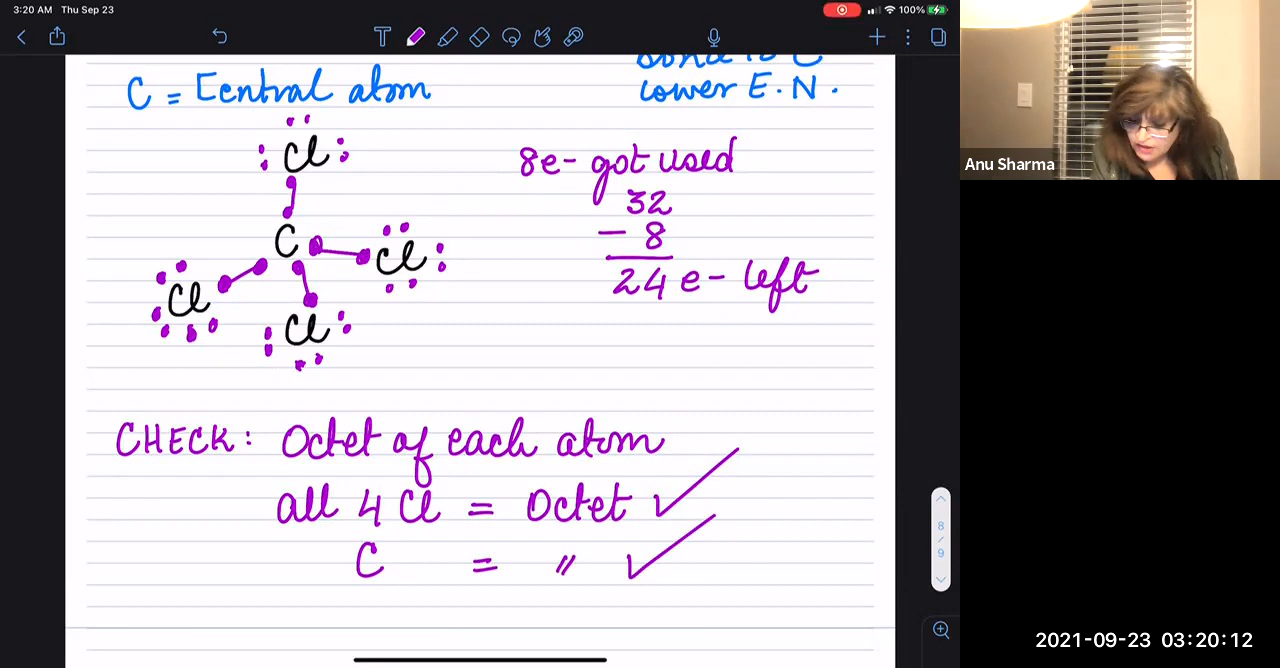 3:20 AM Thu Sep 23
100%
C = Central atom
lower E.N.
:Cl:
8e- got used
32
- 8
24 e- left
C
Cl
Cl
Cl
CHECK: Octet of each atom
all 4 Cl = Octet ✓
C = " ✓
8
/
9
Anu Sharma
2021-09-23 03:20:12